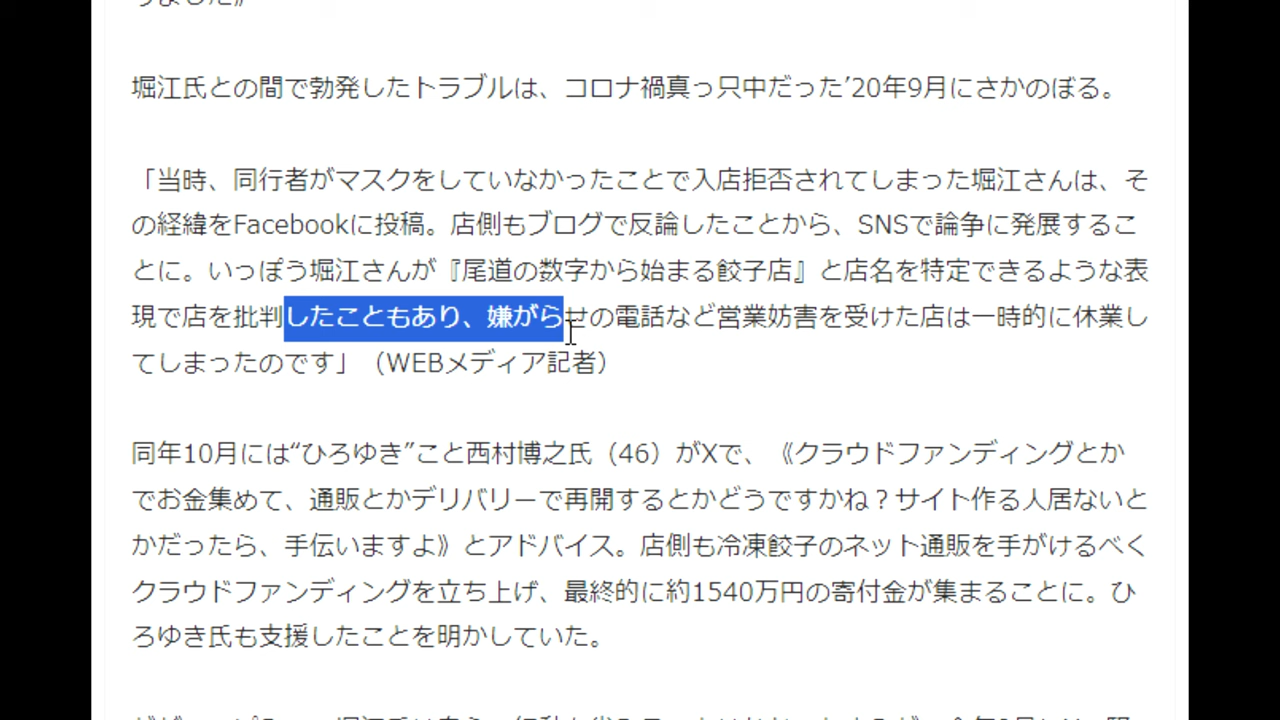 堀江氏との間で勃発したトラブルは、コロナ禍真っ只中だった’20年9月にさかのぼる。
「当時、同行者がマスクをしていなかったことで入店拒否されてしまった堀江さんは、そ
の経緯をFacebookに投稿。店側もブログで反論したことから、SNSで論争に発展するこ
とに。いっぽう堀江さんが『尾道の数字から始まる餃子店』と店名を特定できるような表
現で店を批判したこともあり、嫌がらせの電話など営業妨害を受けた店は一時的に休業し
てしまったのです」（WEBメディア記者）
同年10月には“ひろゆき”こと西村博之氏（46）がXで、《クラウドファンディングとか
でお金集めて、通販とかデリバリーで再開するとかどうですかね？サイト作る人居ないと
かだったら、手伝いますよ》とアドバイス。店側も冷凍餃子のネット通販を手がけるべく
クラウドファンディングを立ち上げ、最終的に約1540万円の寄付金が集まることに。ひ
ろゆき氏も支援したことを明かしていた。